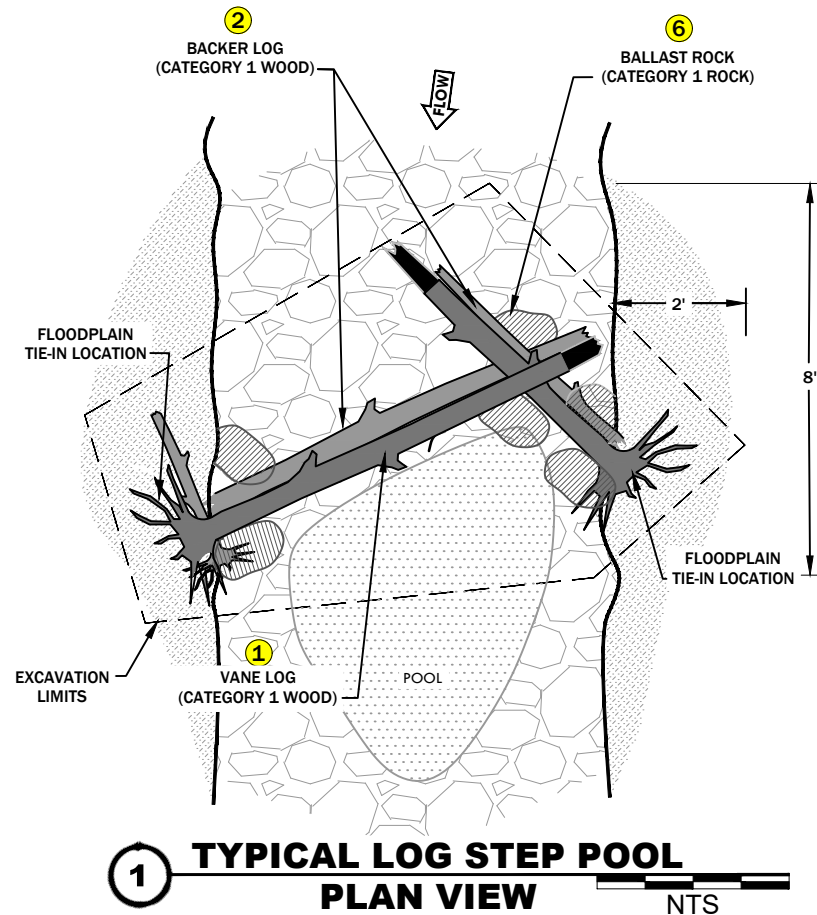 2
BACKER LOG
(CATEGORY 1 WOOD)
6
BALLAST ROCK
(CATEGORY 1 ROCK)
FLOW
2'
FLOODPLAIN
TIE-IN LOCATION
8'
FLOODPLAIN
TIE-IN LOCATION
EXCAVATION
LIMITS
1
VANE LOG
(CATEGORY 1 WOOD)
POOL
1
TYPICAL LOG STEP POOL
PLAN VIEW
NTS